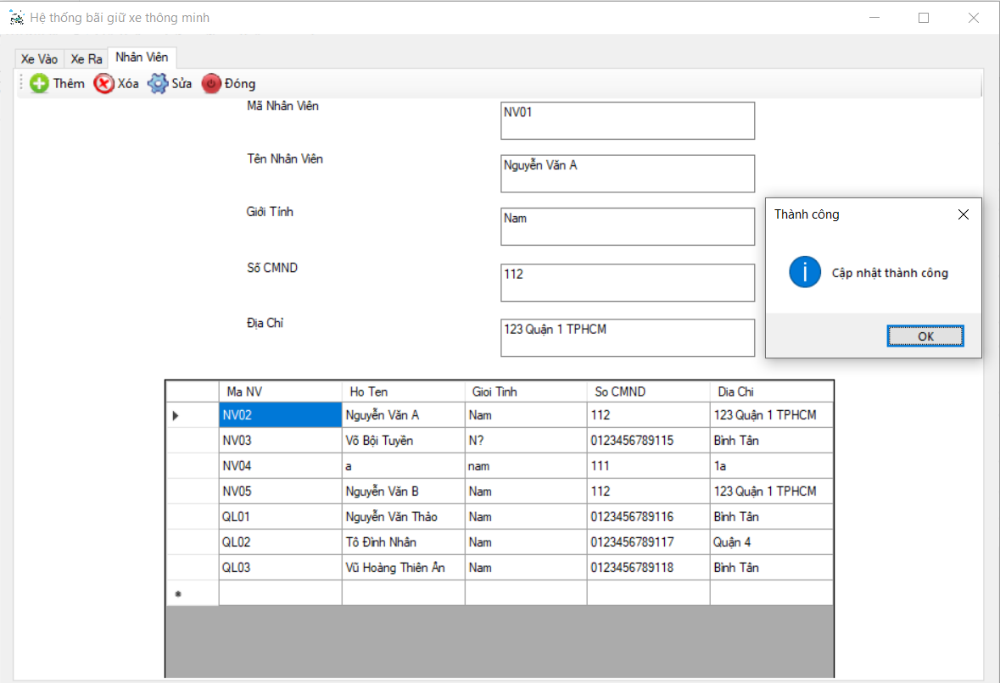 Hệ thống bãi giữ xe thông minh
Xe Vào Xe Ra Nhân Viên
Thêm Xóa Sửa Đóng
Mã Nhân Viên NV01
Tên Nhân Viên Nguyễn Văn A
Giới Tính Nam
Số CMND 112
Địa Chỉ 123 Quận 1 TPHCM
Thành công
Cập nhật thành công
OK
Ma NV Ho Ten Gioi Tinh So CMND Dia Chi
NV02 Nguyễn Văn A Nam 112 123 Quận 1 TPHCM
NV03 Võ Bội Tuyền N? 0123456789115 Bình Tân
NV04 a nam 111 1a
NV05 Nguyễn Văn B Nam 112 123 Quận 1 TPHCM
QL01 Nguyễn Văn Thảo Nam 0123456789116 Bình Tân
QL02 Tô Đình Nhân Nam 0123456789117 Quận 4
QL03 Vũ Hoàng Thiên Ân Nam 0123456789118 Bình Tân